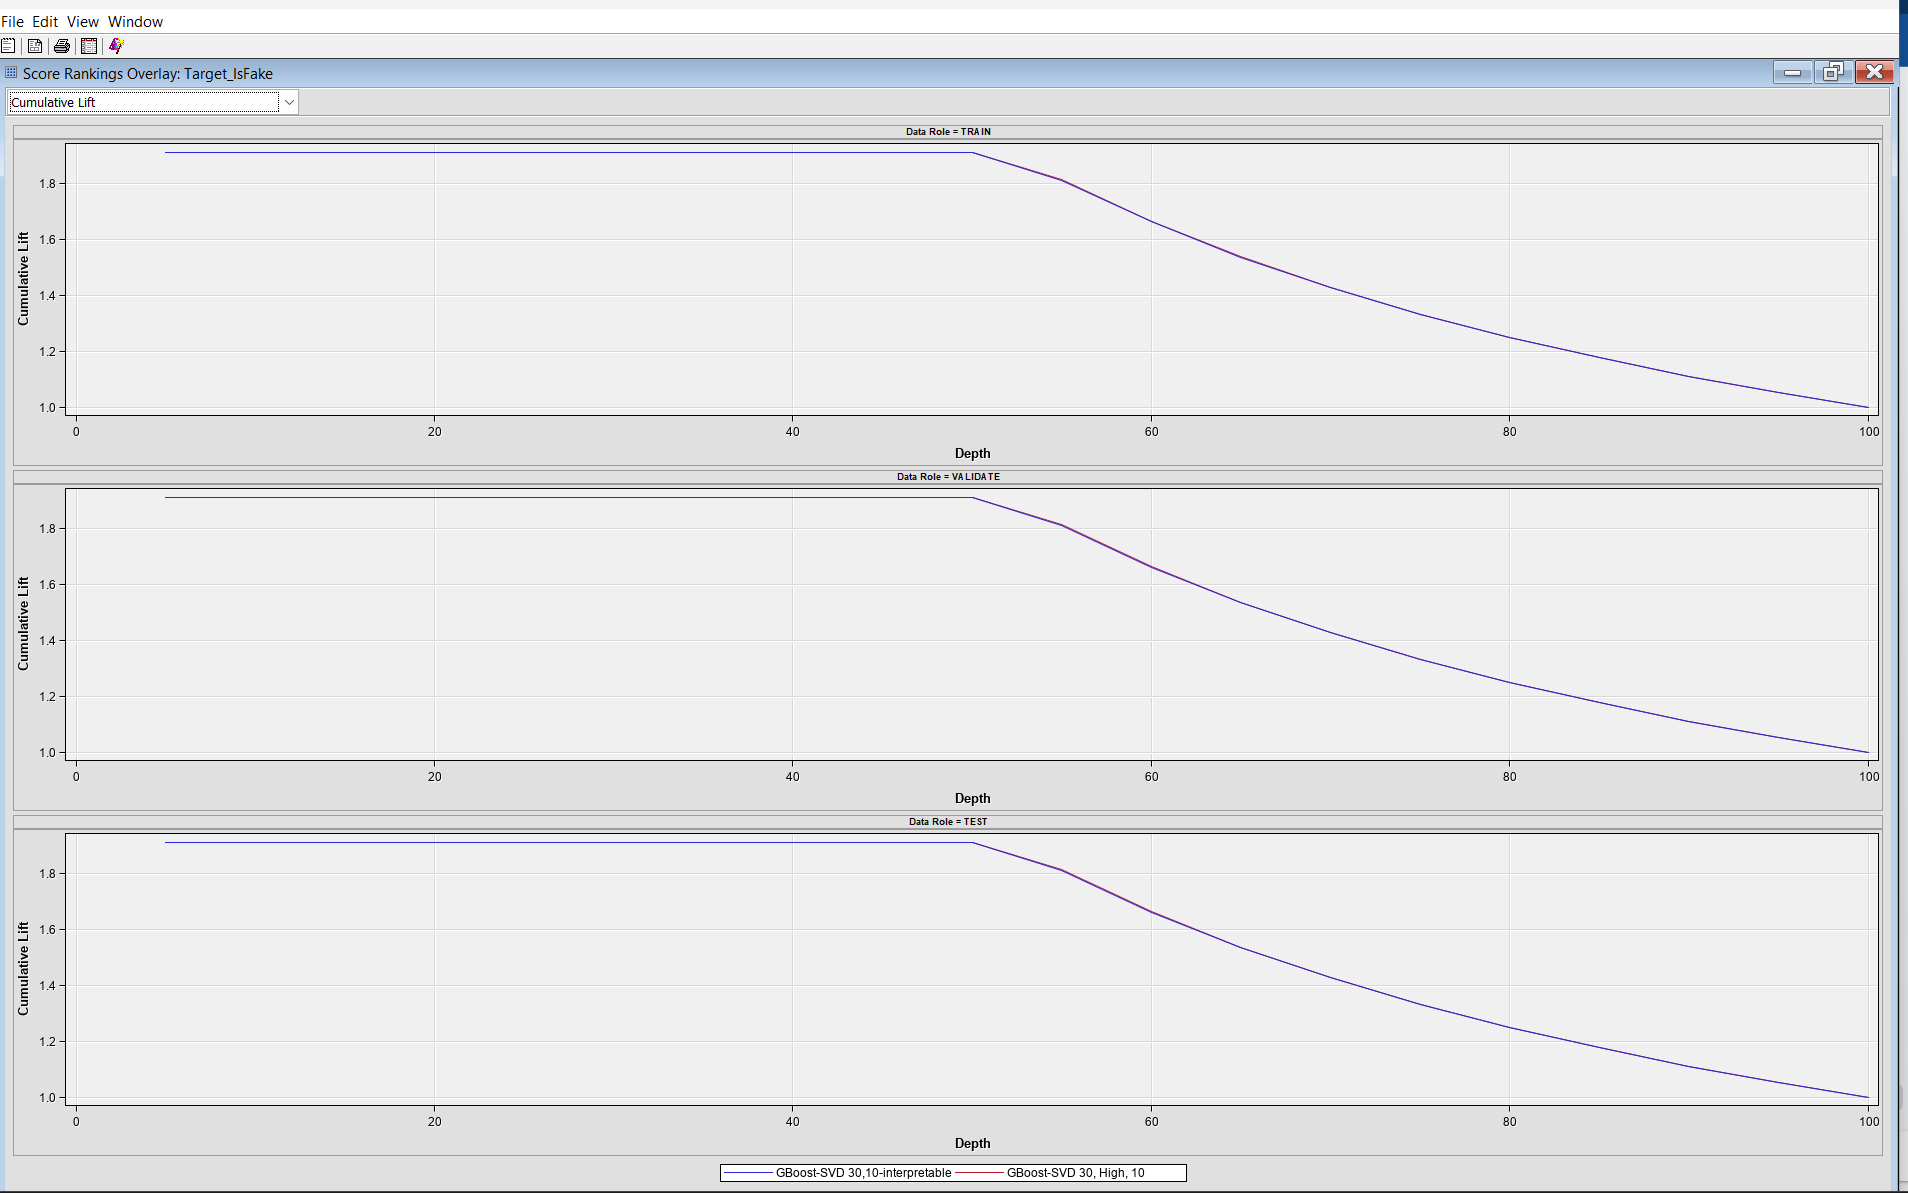 File Edit View Window
Score Rankings Overlay: Target_IsFake
Cumulative Lift
Data Role = TRAIN
Cumulative Lift
1.8
1.6
1.4
1.2
1.0
0 20 40 60 80 100
Depth
Data Role = VALIDATE
Cumulative Lift
1.8
1.6
1.4
1.2
1.0
0 20 40 60 80 100
Depth
Data Role = TEST
Cumulative Lift
1.8
1.6
1.4
1.2
1.0
0 20 40 60 80 100
Depth
GBoost-SVD 30,10-interpretable GBoost-SVD 30, High, 10